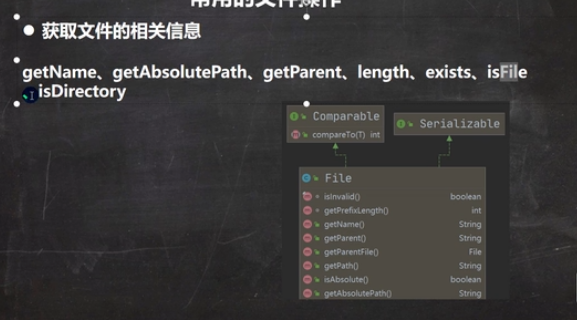 常用的文件操作
获取文件的相关信息
getName、getAbsolutePath、getParent、length、exists、isFile
isDirectory
Comparable
compareTo(T) int
Serializable
File
isInvalid() boolean
getPrefixLength() int
getName() String
getParent() String
getParentFile() File
getPath() String
isAbsolute() boolean
getAbsolutePath() String